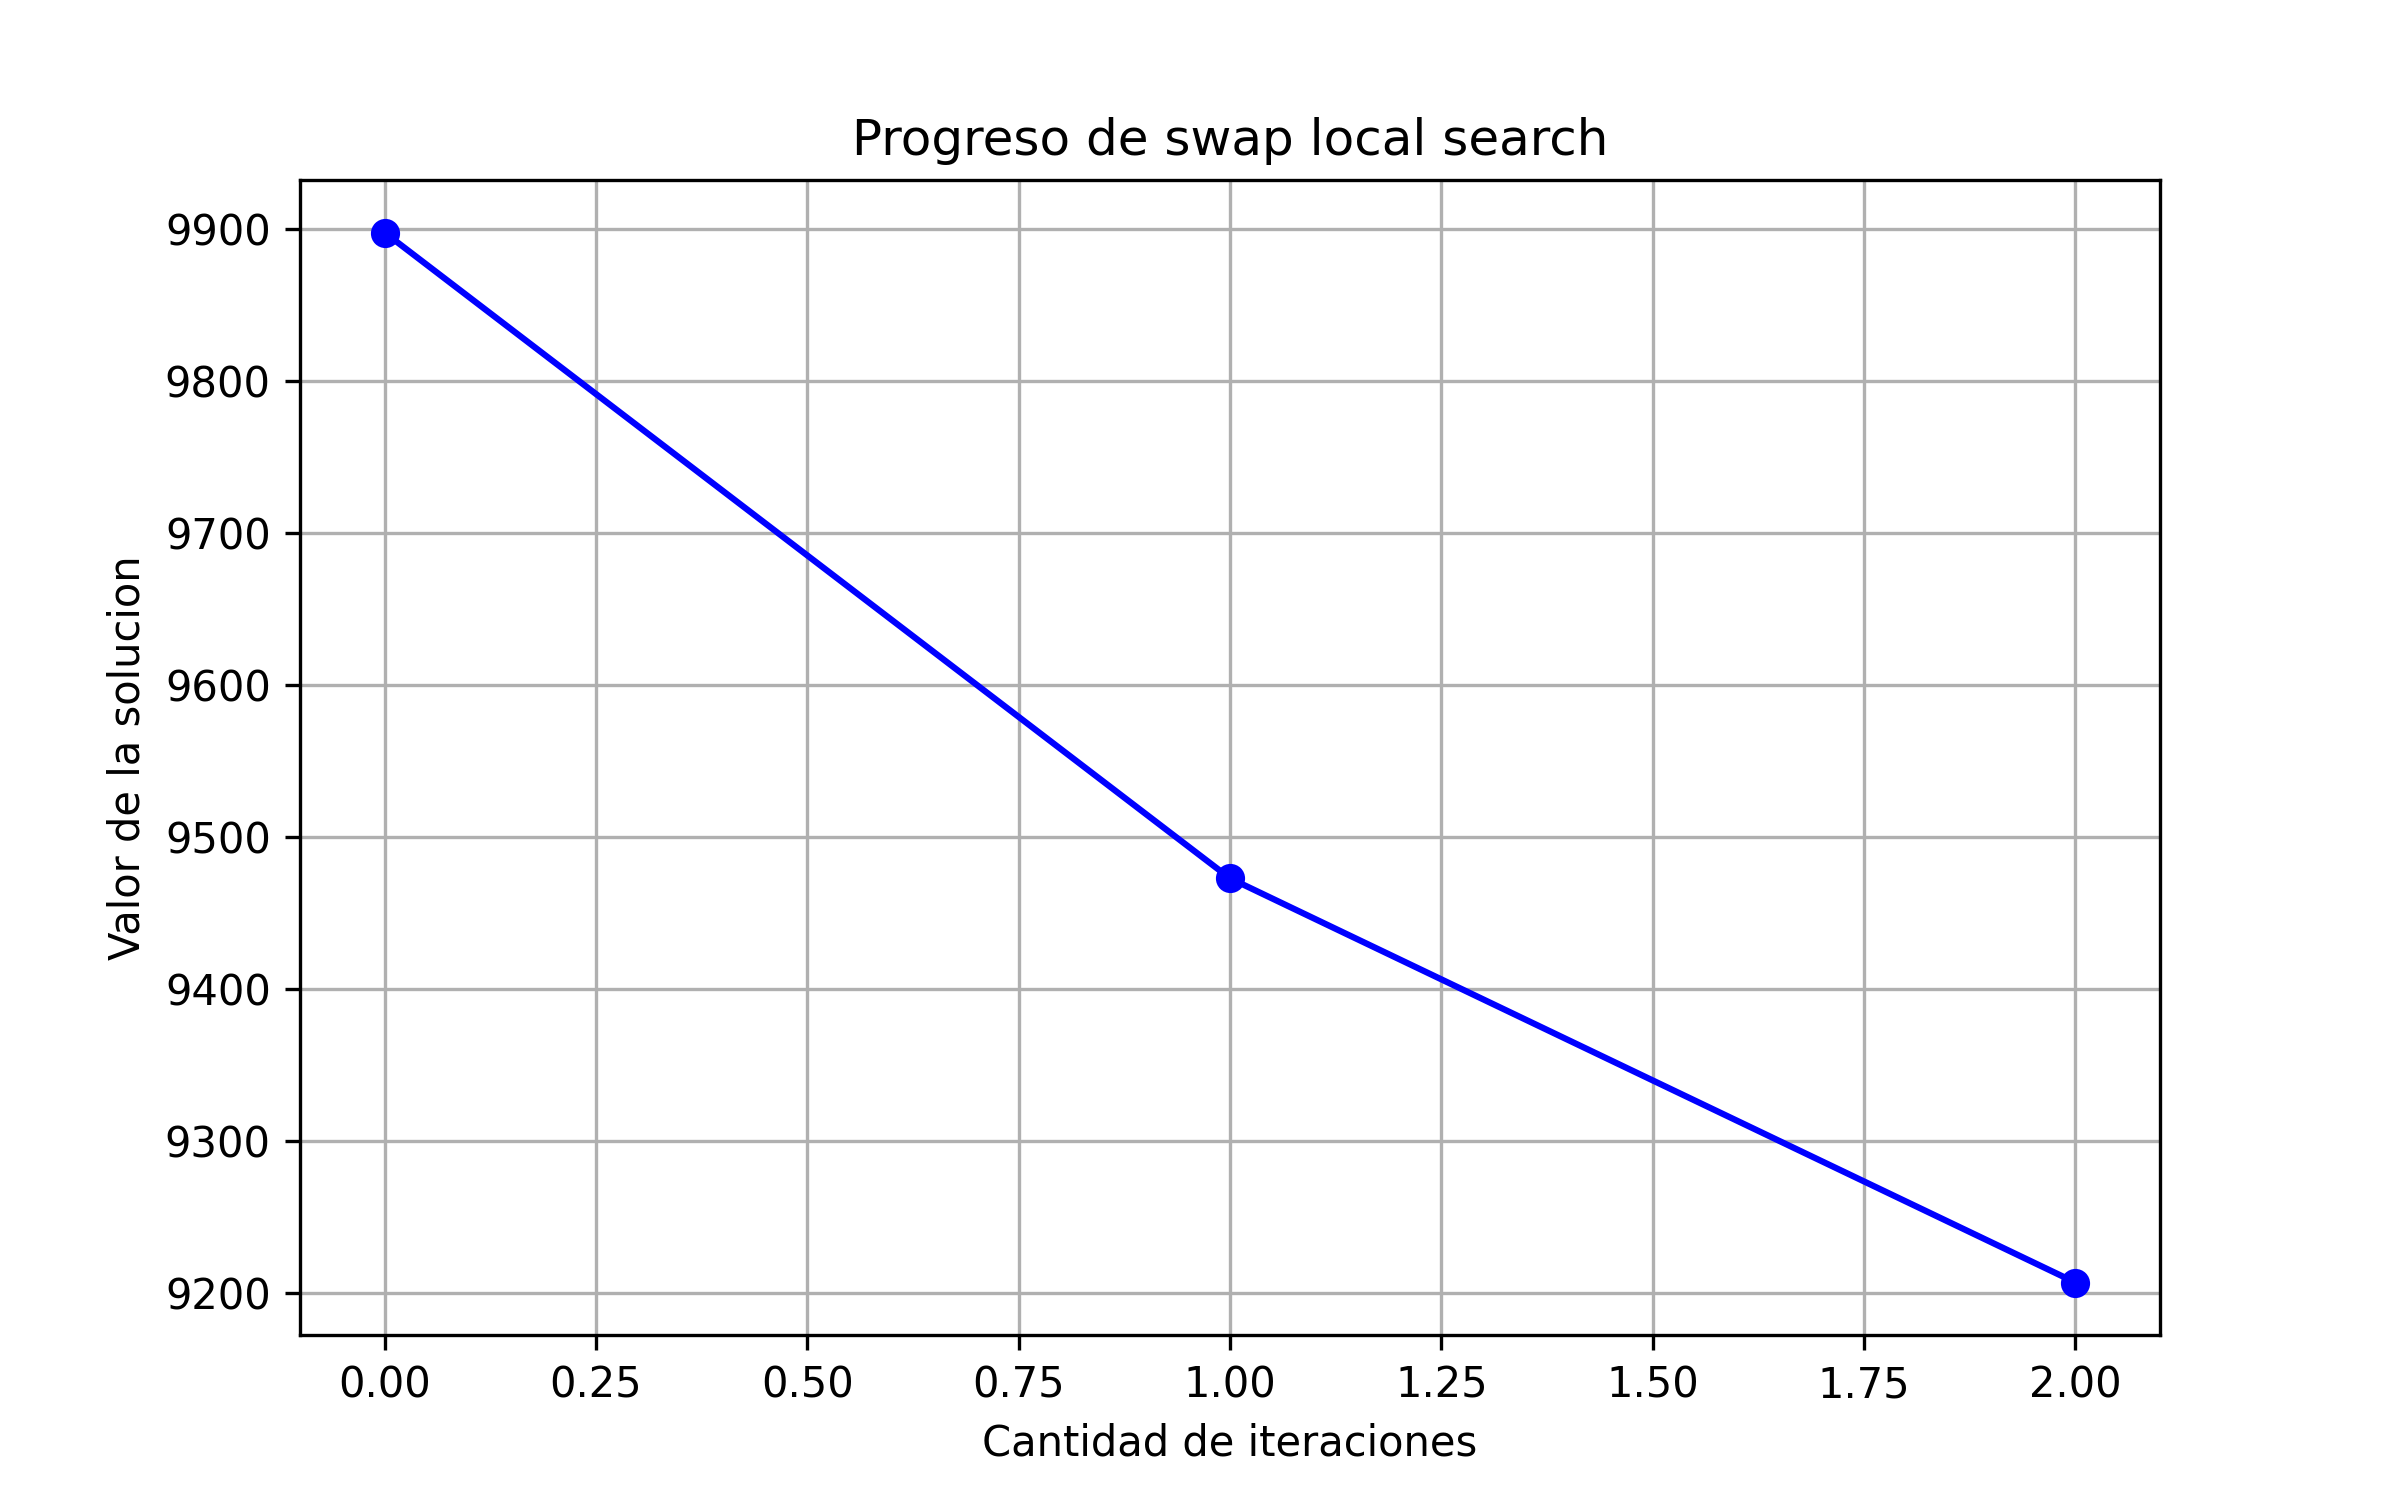 Progreso de swap local search
9900
9800
9700
9600
9500
9400
9300
9200
Valor de la solucion
0.00 0.25 0.50 0.75 1.00 1.25 1.50 1.75 2.00
Cantidad de iteraciones